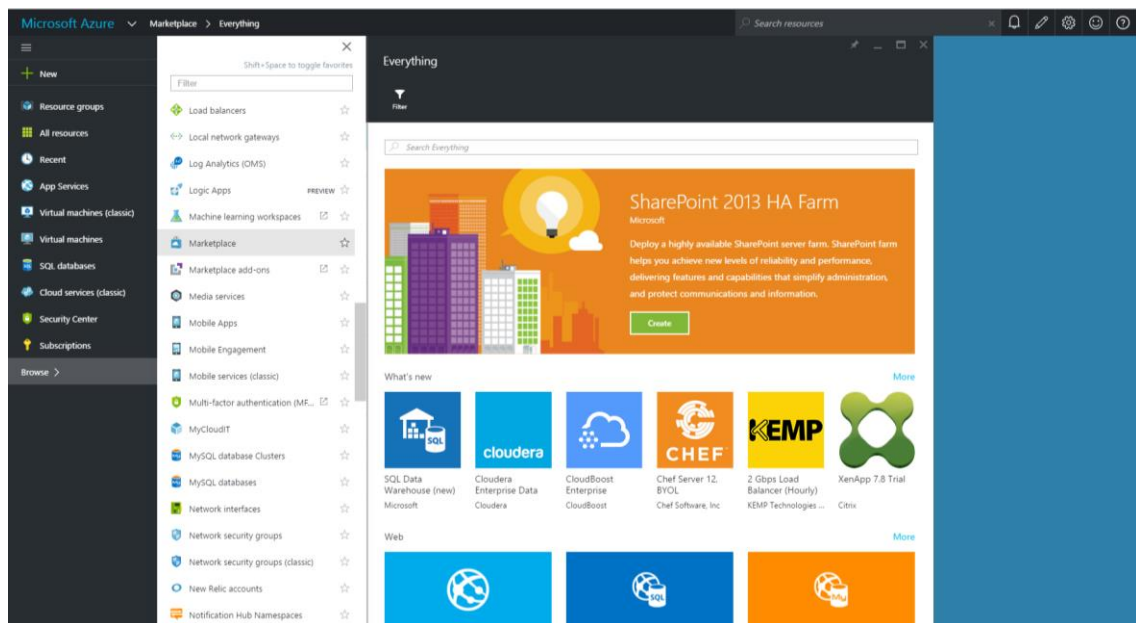 Microsoft Azure
Marketplace > Everything
Search resources
New
Resource groups
All resources
Recent
App Services
Virtual machines (classic)
Virtual machines
SQL databases
Cloud services (classic)
Security Center
Subscriptions
Browse >
Shift+Space to toggle favorites
Filter
Load balancers
Local network gateways
Log Analytics (OMS)
Logic Apps PREVIEW
Machine learning workspaces
Marketplace
Marketplace add-ons
Media services
Mobile Apps
Mobile Engagement
Mobile services (classic)
Multi-factor authentication (MF...
MyCloudIT
MySQL database Clusters
MySQL databases
Network interfaces
Network security groups
Network security groups (classic)
New Relic accounts
Notification Hub Namespaces
Everything
Filter
Search Everything
SharePoint 2013 HA Farm
Microsoft
Deploy a highly available SharePoint server farm. SharePoint farm
helps you achieve new levels of reliability and performance,
delivering features and capabilities that simplify administration,
and protect communications and information.
Create
What's new
More
SQL
cloudera
CHEF
KEMP
SQL Data
Warehouse (new)
Microsoft
Cloudera
Enterprise Data
Cloudera
CloudBoost
Enterprise
CloudBoost
Chef Server 12,
BYOL
Chef Software, Inc
2 Gbps Load
Balancer (Hourly)
KEMP Technologies ...
XenApp 7.8 Trial
Citrix
Web
More
SQL
My